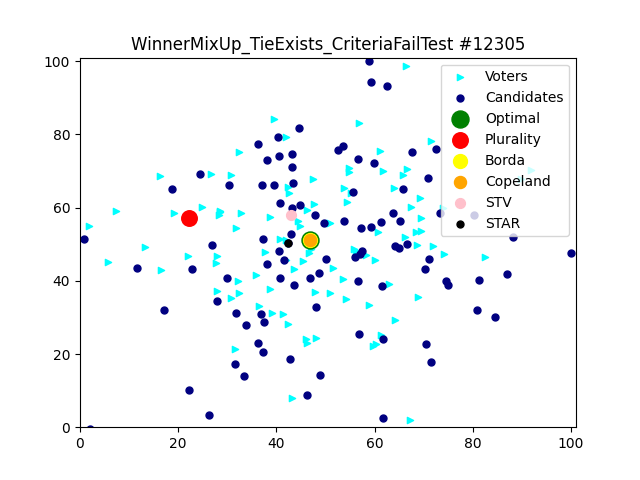 WinnerMixUp_TieExists_CriteriaFailTest #12305
100
80
60
40
20
0
0
20
40
60
80
100
Voters
Candidates
Optimal
Plurality
Borda
Copeland
STV
STAR